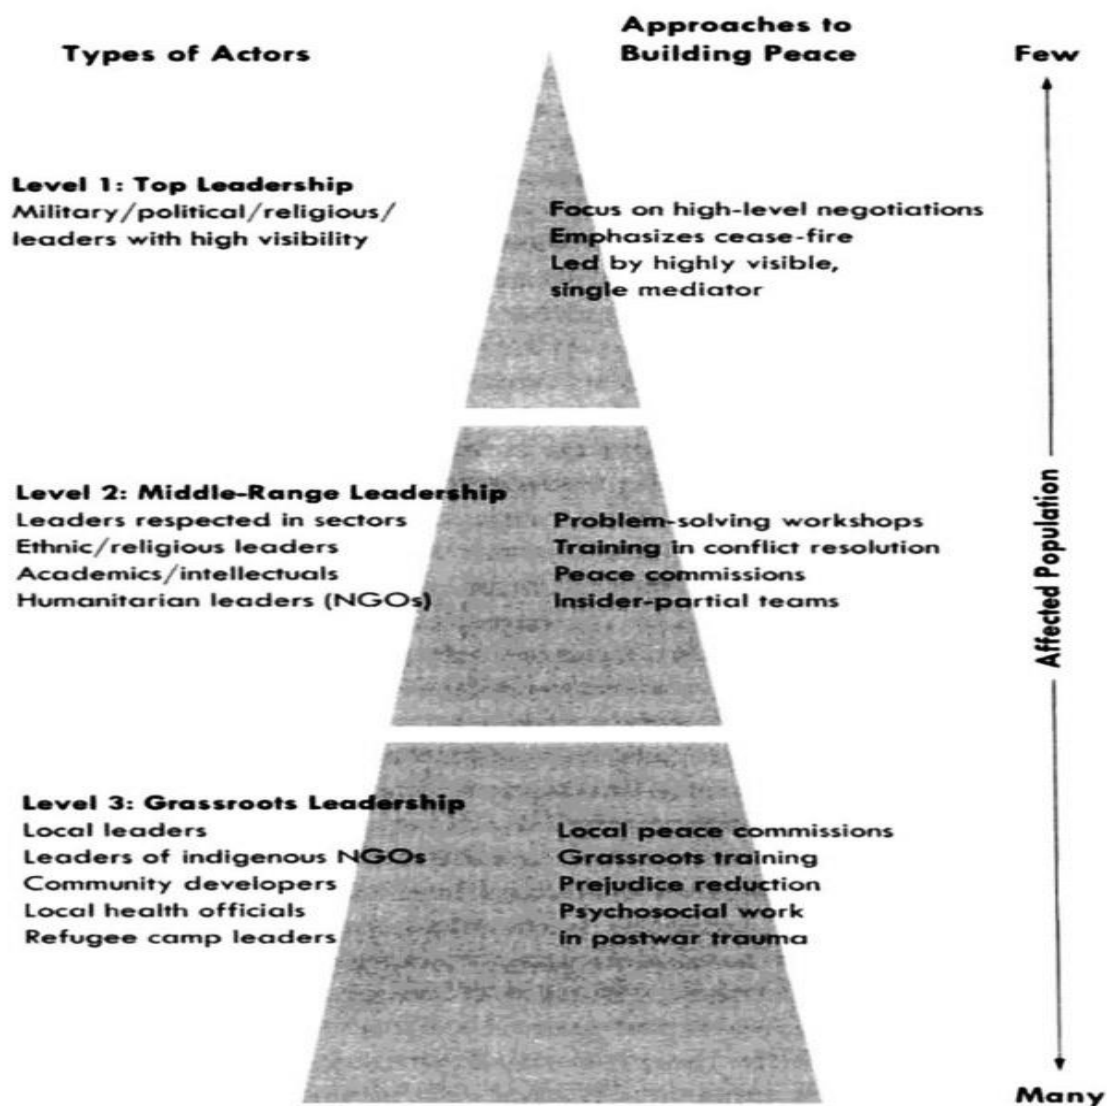 Types of Actors
Approaches to
Building Peace
Few
Level 1: Top Leadership
Military/political/religious/
leaders with high visibility
Focus on high-level negotiations
Emphasizes cease-fire
Led by highly visible,
single mediator
Level 2: Middle-Range Leadership
Leaders respected in sectors
Ethnic/religious leaders
Academics/intellectuals
Humanitarian leaders (NGOs)
Problem-solving workshops
Training in conflict resolution
Peace commissions
Insider-partial teams
Affected Population
Level 3: Grassroots Leadership
Local leaders
Leaders of indigenous NGOs
Community developers
Local health officials
Refugee camp leaders
Local peace commissions
Grassroots training
Prejudice reduction
Psychosocial work
in postwar trauma
Many